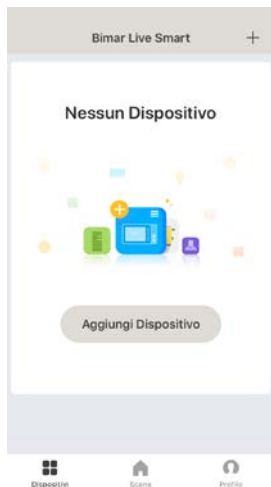 Bimar Live Smart +
Nessun Dispositivo
Aggiungi Dispositivo
Dispositivi Scene Profilo